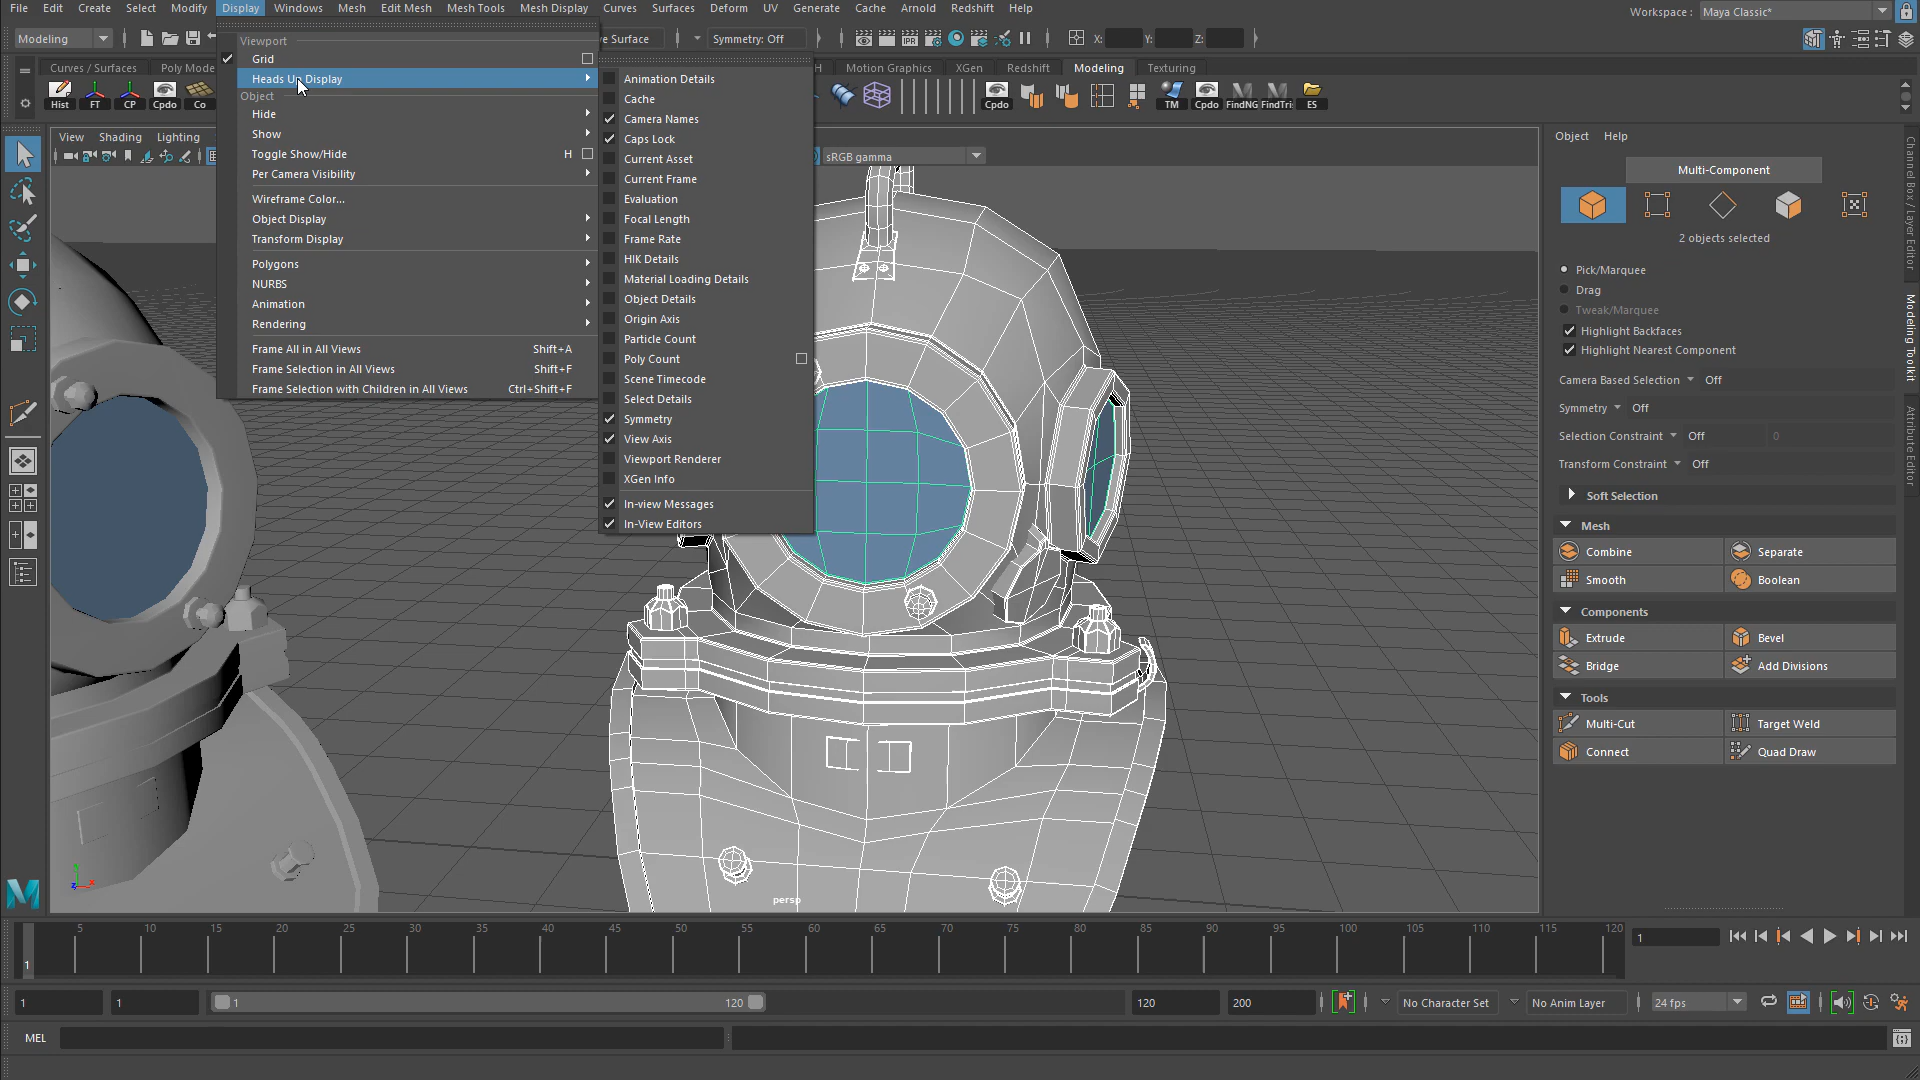 File Edit Create Select Modify Display Windows Mesh Edit Mesh Mesh Tools Mesh Display Curves Surfaces Deform UV Generate Cache Arnold Redshift Help
Workspace : Maya Classic*
Modeling
e Surface
Symmetry: Off
X: Y: Z:
Curves / Surfaces Poly Mode
H Motion Graphics XGen Redshift Modeling Texturing
Hist FT CP Cpdo Co
Cpdo TM Cpdo FindNG FindTri ES
IPR
View Shading Lighting
sRGB gamma
Viewport
Grid
Heads Up Display
Object
Hide
Show
Toggle Show/Hide H
Per Camera Visibility
Wireframe Color...
Object Display
Transform Display
Polygons
NURBS
Animation
Rendering
Frame All in All Views Shift+A
Frame Selection in All Views Shift+F
Frame Selection with Children in All Views Ctrl+Shift+F
Animation Details
Cache
Camera Names
Caps Lock
Current Asset
Current Frame
Evaluation
Focal Length
Frame Rate
HIK Details
Material Loading Details
Object Details
Origin Axis
Particle Count
Poly Count
Scene Timecode
Select Details
Symmetry
View Axis
Viewport Renderer
XGen Info
In-view Messages
In-View Editors
Object Help
Multi-Component
2 objects selected
Pick/Marquee
Drag
Tweak/Marquee
Highlight Backfaces
Highlight Nearest Component
Camera Based Selection Off
Symmetry Off
Selection Constraint Off 0
Transform Constraint Off
Soft Selection
Mesh
Combine Separate
Smooth Boolean
Components
Extrude Bevel
Bridge Add Divisions
Tools
Multi-Cut Target Weld
Connect Quad Draw
Channel Box / Layer Editor
Modeling Toolkit
Attribute Editor
y
z x
persp
5 10 15 20 25 30 35 40 45 50 55 60 65 70 75 80 85 90 95 100 105 110 115 120
1
1
1 1 1 120 120 200 No Character Set No Anim Layer 24 fps
MEL